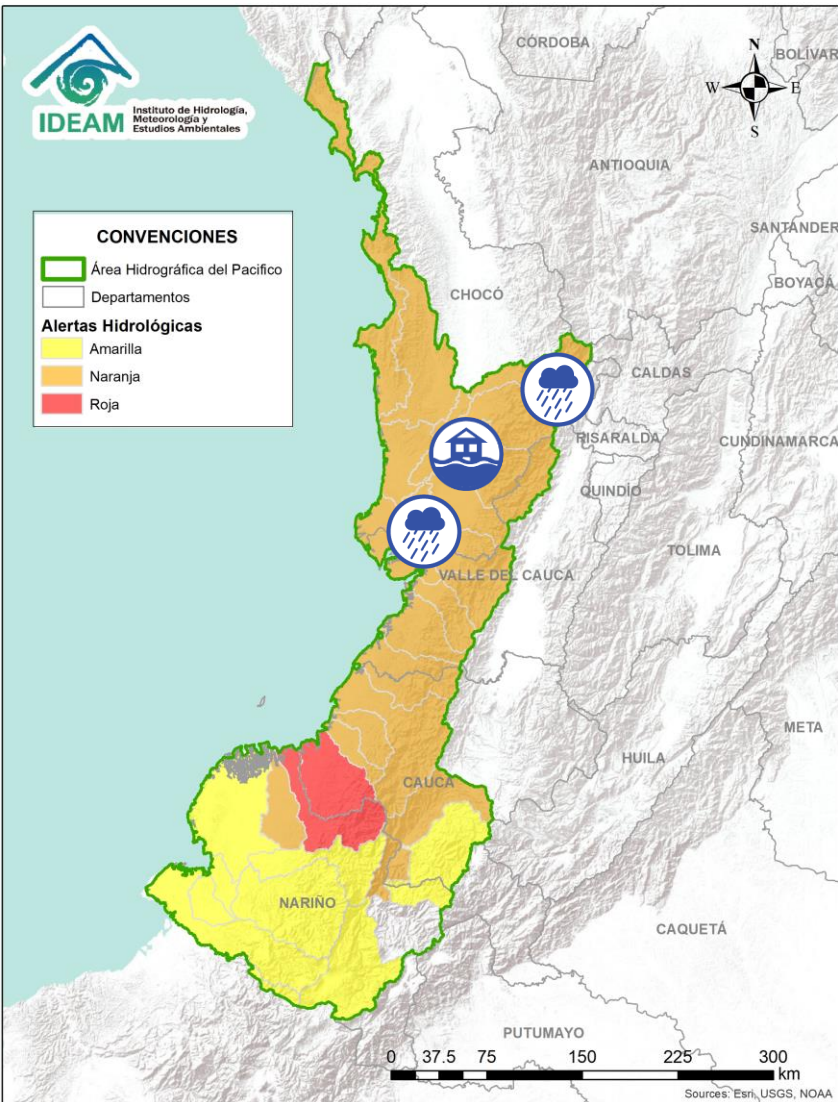 IDEAM
Instituto de Hidrología,
Meteorología y
Estudios Ambientales
CÓRDOBA
BOLÍVAR
N
W
E
S
ANTIOQUIA
CONVENCIONES
Área Hidrográfica del Pacifico
Departamentos
Alertas Hidrológicas
Amarilla
Naranja
Roja
SANTANDER
BOYACÁ
CHOCÓ
CALDAS
RISARALDA
CUNDINAMARCA
QUINDÍO
TOLIMA
VALLE DEL CAUCA
META
HUILA
CAUCA
NARIÑO
CAQUETÁ
PUTUMAYO
0 37.5 75 150 225 300
km
Sources: Esri, USGS, NOAA